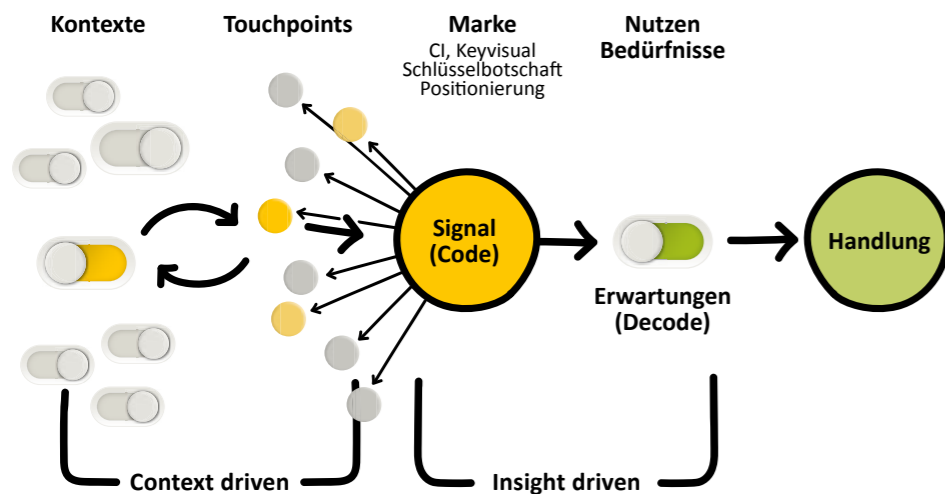 Kontexte
Touchpoints
Marke
CI, Keyvisual
Schlüsselbotschaft
Positionierung
Nutzen
Bedürfnisse
Signal
(Code)
Erwartungen
(Decode)
Handlung
Context driven
Insight driven